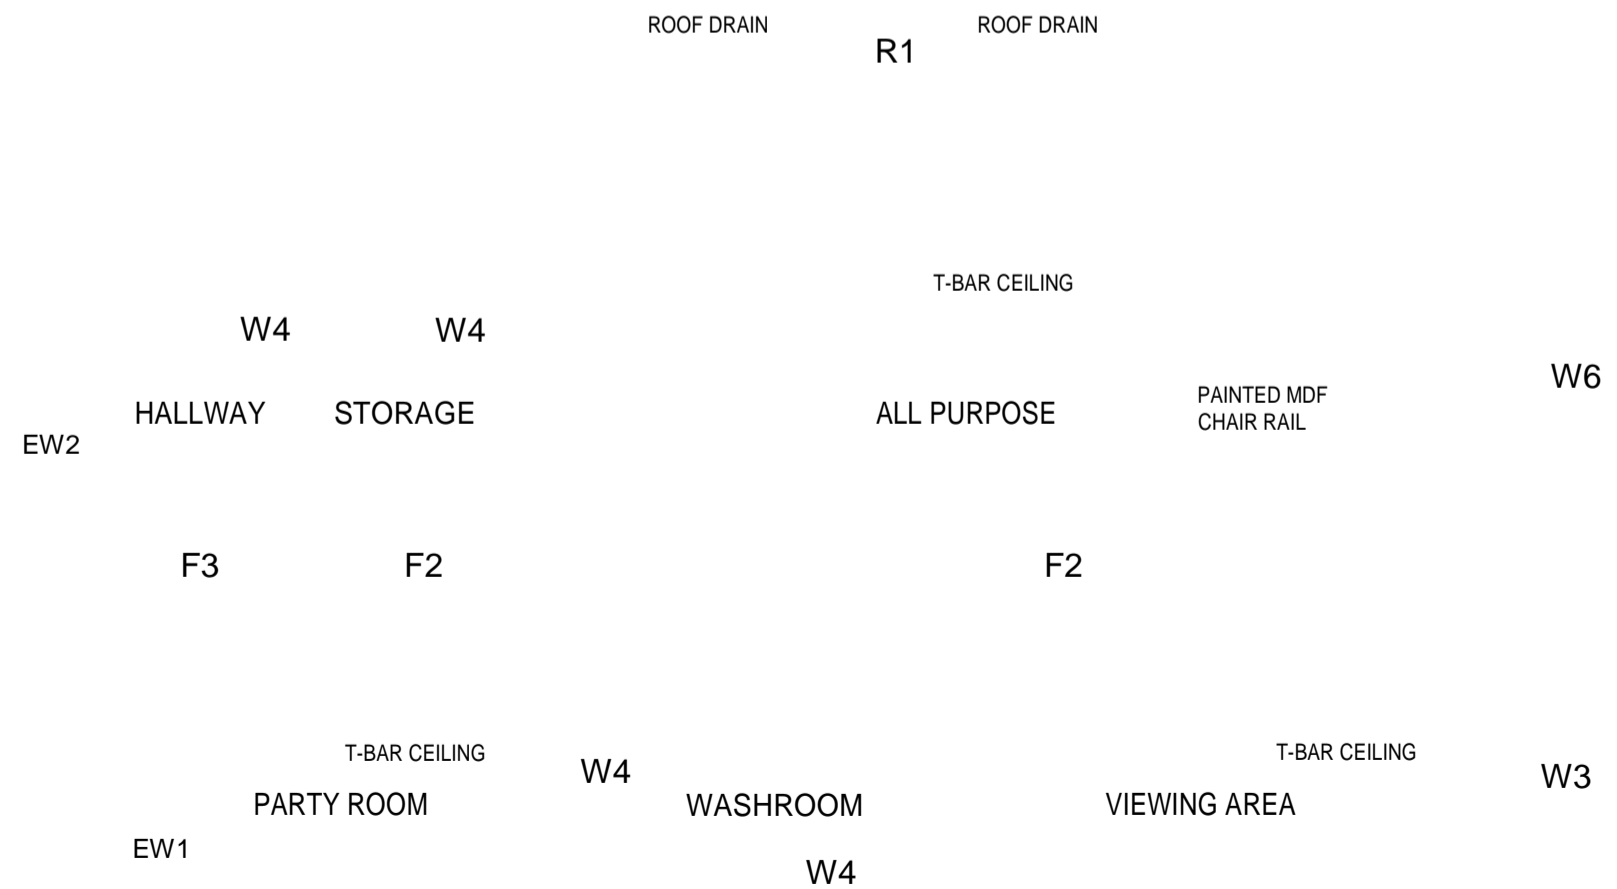 ROOF DRAIN
ROOF DRAIN
R1
T-BAR CEILING
W4
W4
W6
HALLWAY
STORAGE
ALL PURPOSE
PAINTED MDF
CHAIR RAIL
EW2
F3
F2
F2
T-BAR CEILING
T-BAR CEILING
W4
W3
PARTY ROOM
WASHROOM
VIEWING AREA
EW1
W4